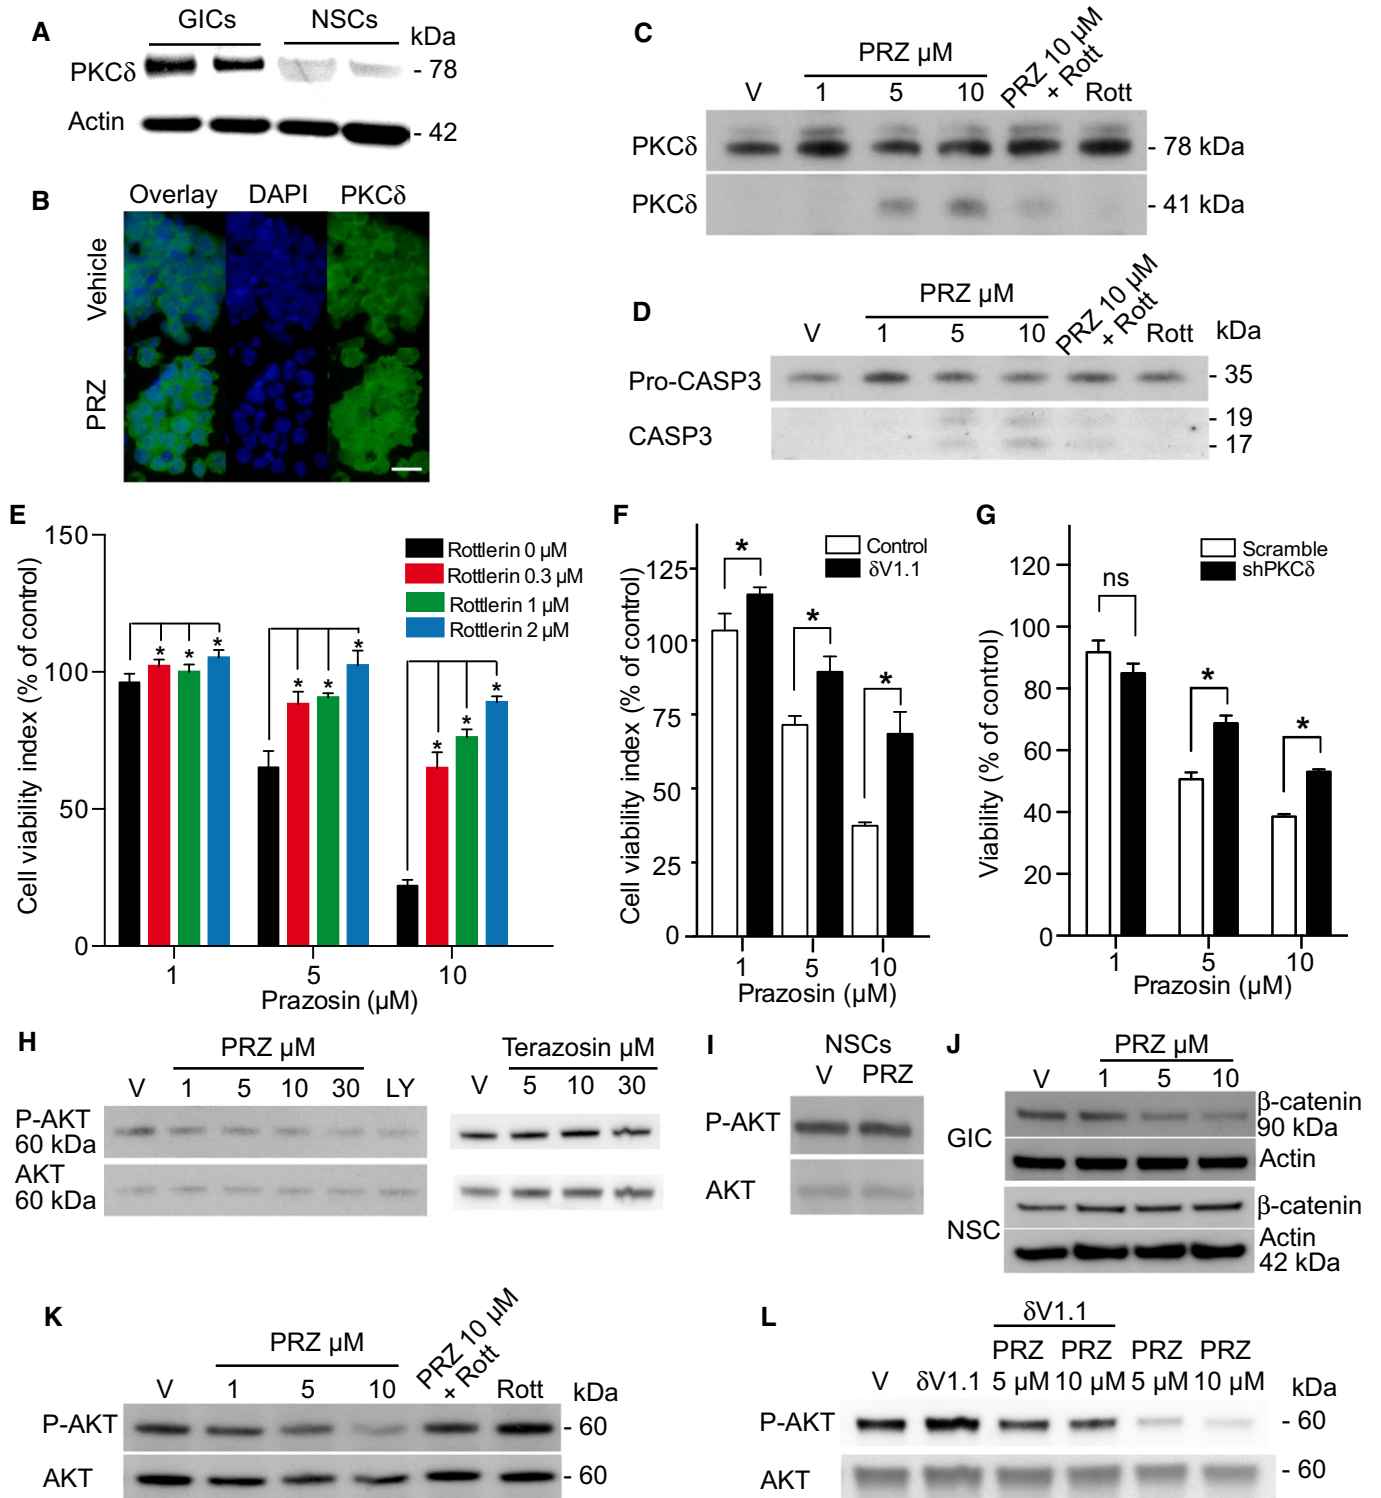 A
GICs NSCs
kDa
PKCδ
- 78
Actin
- 42
B
Overlay DAPI PKCδ
Vehicle
PRZ
C
PRZ µM
PRZ 10 µM
+ Rott
V 1 5 10 Rott
PKCδ - 78 kDa
PKCδ - 41 kDa
D
PRZ µM
PRZ 10 µM
+ Rott
V 1 5 10 Rott kDa
Pro-CASP3 - 35
CASP3
- 19
- 17
E
Cell viability index (% of control)
150
100
50
0
Rottlerin 0 µM
Rottlerin 0.3 µM
Rottlerin 1 µM
Rottlerin 2 µM
* * *
* * *
* * *
1 5 10
Prazosin (µM)
F
Cell viability index (% of control)
125
100
75
50
25
0
Control
δV1.1
* * *
1 5 10
Prazosin (µM)
G
Viability (% of control)
120
100
80
60
40
20
0
Scramble
shPKCδ
ns * *
1 5 10
Prazosin (µM)
H
PRZ µM
V 1 5 10 30 LY
P-AKT
60 kDa
AKT
60 kDa
Terazosin µM
V 5 10 30
I
NSCs
V PRZ
P-AKT
AKT
J
PRZ µM
V 1 5 10
GIC
β-catenin
90 kDa
Actin
NSC
β-catenin
Actin
42 kDa
K
PRZ µM
PRZ 10 µM
+ Rott
V 1 5 10 Rott kDa
P-AKT - 60
AKT - 60
L
δV1.1
PRZ PRZ PRZ PRZ
V δV1.1 5 µM 10 µM 5 µM 10 µM kDa
P-AKT - 60
AKT - 60